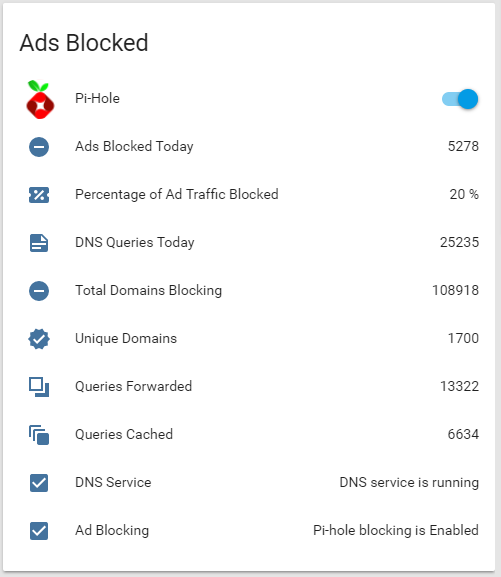 Ads Blocked
Pi-Hole
Ads Blocked Today 5278
Percentage of Ad Traffic Blocked 20 %
DNS Queries Today 25235
Total Domains Blocking 108918
Unique Domains 1700
Queries Forwarded 13322
Queries Cached 6634
DNS Service DNS service is running
Ad Blocking Pi-hole blocking is Enabled